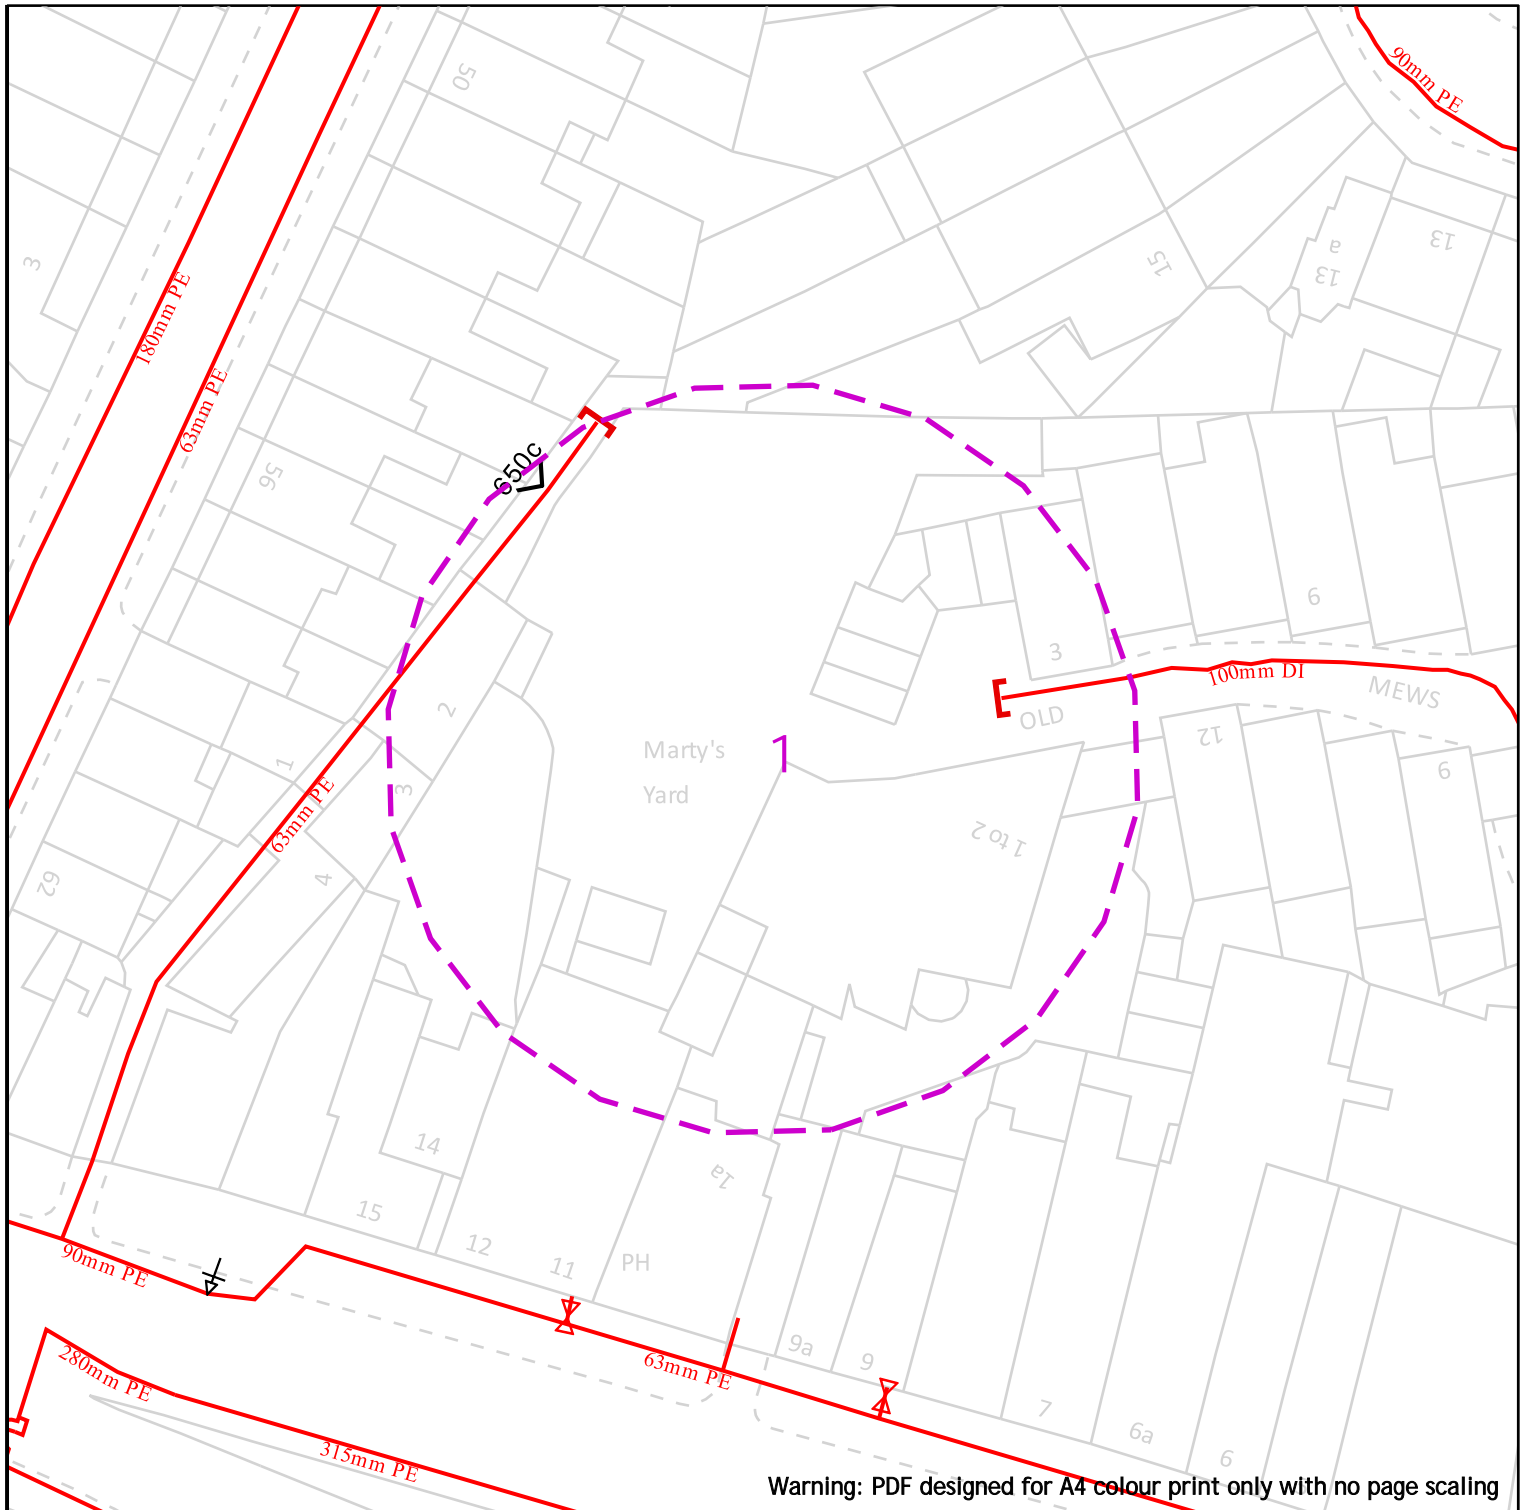 50
90mm PE
13
a
13
15
3
180mm PE
63mm PE
56
650c
6
3
100mm DI
MEWS
OLD
12
9
2
1
Marty's
Yard
1
3
63mm PE
1 to 2
4
62
14
1a
15
12
11
PH
90mm PE
9a
9
63mm PE
280mm PE
7
6a
6
315mm PE
Warning: PDF designed for A4 colour print only with no page scaling